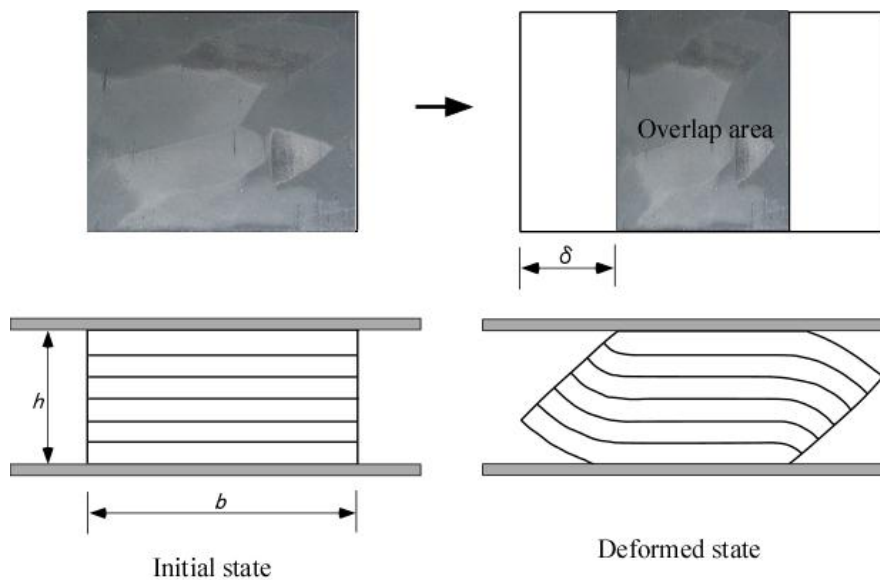 Overlap area
δ
h
b
Initial state
Deformed state